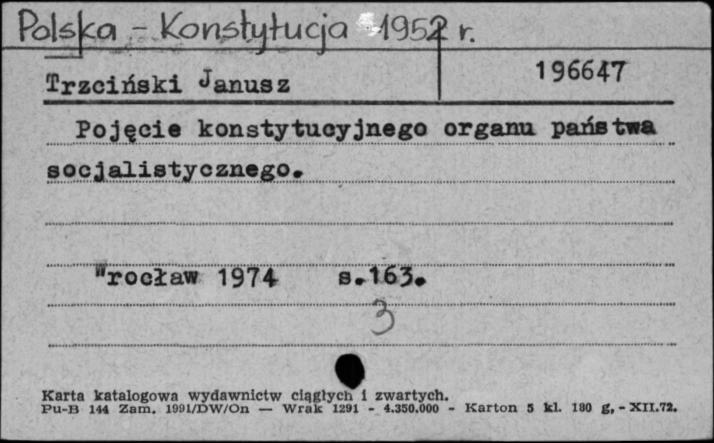 Polska - Konstytucja 1952 r.
Trzciński Janusz 196647
Pojęcie konstytucyjnego organu państwa
socjalistycznego.
"rocław 1974 s.163.
3
Karta katalogowa wydawnictw ciągłych i zwartych.
Pu-B 144 Zam. 1991/DW/On — Wrak 1291 - 4.350.000 - Karton 5 kl. 180 g, - XII.72.